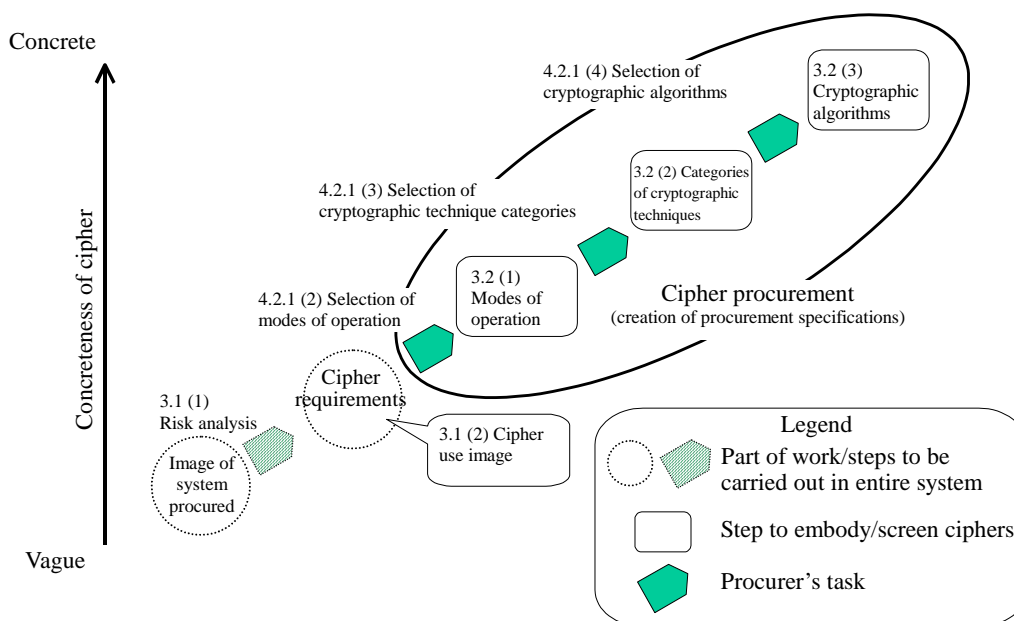 Concrete
4.2.1 (4) Selection of
cryptographic algorithms
3.2 (3)
Cryptographic
algorithms
3.2 (2) Categories
of cryptographic
techniques
4.2.1 (3) Selection of
cryptographic technique categories
3.2 (1)
Modes of
operation
4.2.1 (2) Selection of
modes of operation
Cipher procurement
(creation of procurement specifications)
Concreteness of cipher
Cipher
requirements
3.1 (1)
Risk analysis
3.1 (2) Cipher
use image
Image of
system
procured
Vague
Legend
Part of work/steps to be
carried out in entire system
Step to embody/screen ciphers
Procurer's task